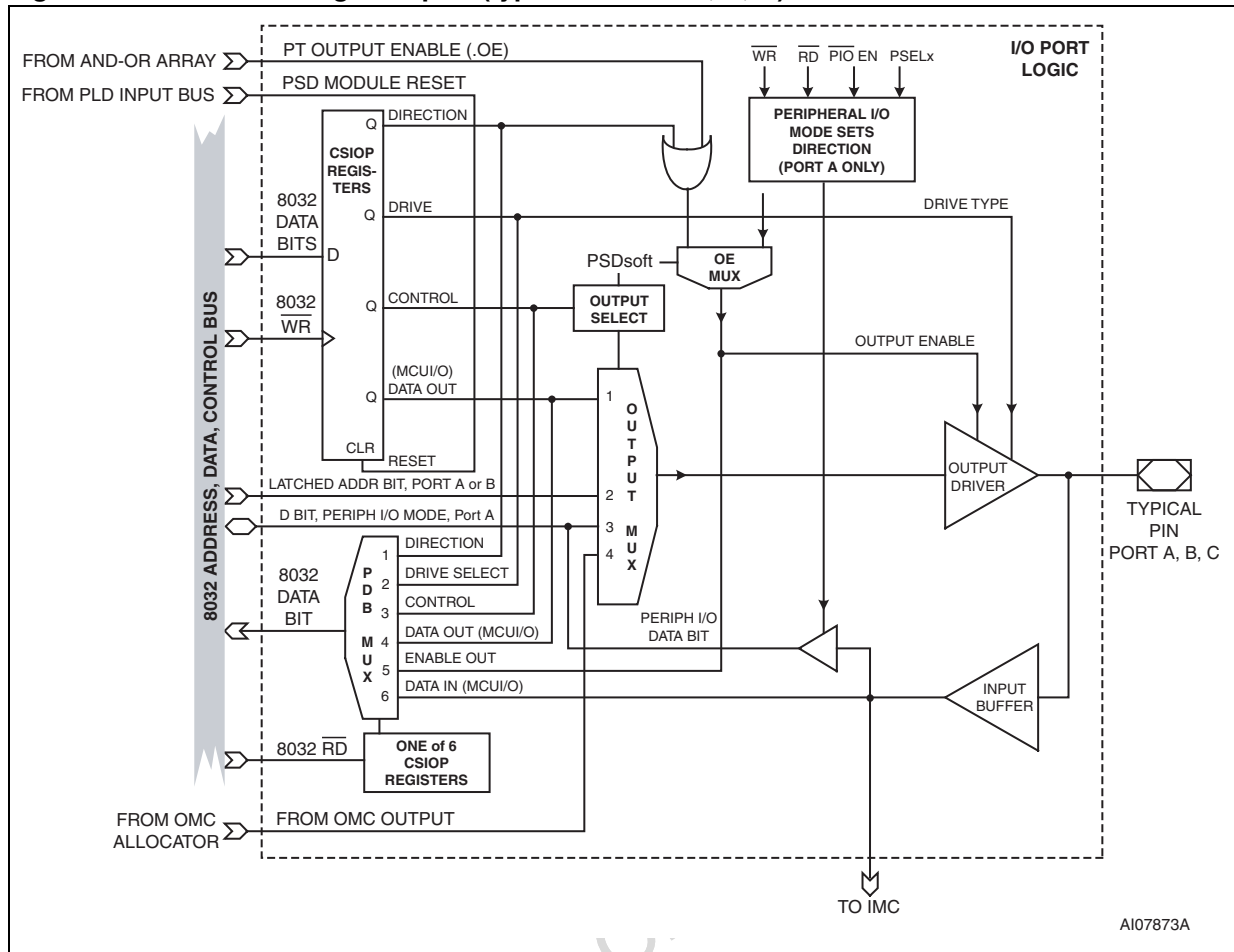 FROM AND-OR ARRAY
PT OUTPUT ENABLE (.OE)
WR RD PIO EN PSELx
I/O PORT
LOGIC
FROM PLD INPUT BUS
PSD MODULE RESET
PERIPHERAL I/O
MODE SETS
DIRECTION
(PORT A ONLY)
Q DIRECTION
CSIOP
REGIS-
TERS
8032
DATA
BITS
D
Q DRIVE
DRIVE TYPE
PSDsoft
OE
MUX
8032
WR
Q CONTROL
OUTPUT
SELECT
OUTPUT ENABLE
8032 ADDRESS, DATA, CONTROL BUS
(MCUI/O)
Q DATA OUT
1
OUTPUT MUX
CLR
RESET
OUTPUT
DRIVER
LATCHED ADDR BIT, PORT A or B
2
D BIT, PERIPH I/O MODE, Port A
3
4
TYPICAL
PIN
PORT A, B, C
PDB MUX
1 DIRECTION
2 DRIVE SELECT
3 CONTROL
4 DATA OUT (MCUI/O)
5 ENABLE OUT
6 DATA IN (MCUI/O)
8032
DATA
BIT
PERIPH I/O
DATA BIT
INPUT
BUFFER
8032 RD
ONE of 6
CSIOP
REGISTERS
FROM OMC
ALLOCATOR
FROM OMC OUTPUT
TO IMC
AI07873A